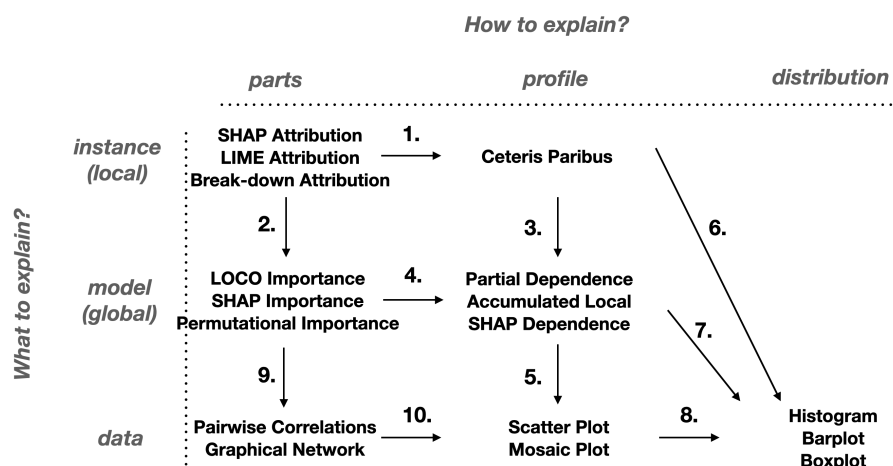 How to explain?
parts
profile
distribution
What to explain?
instance
(local)
SHAP Attribution
LIME Attribution
Break-down Attribution
1.
Ceteris Paribus
2.
3.
6.
model
(global)
LOCO Importance
SHAP Importance
Permutational Importance
4.
Partial Dependence
Accumulated Local
SHAP Dependence
7.
9.
5.
data
Pairwise Correlations
Graphical Network
10.
Scatter Plot
Mosaic Plot
8.
Histogram
Barplot
Boxplot